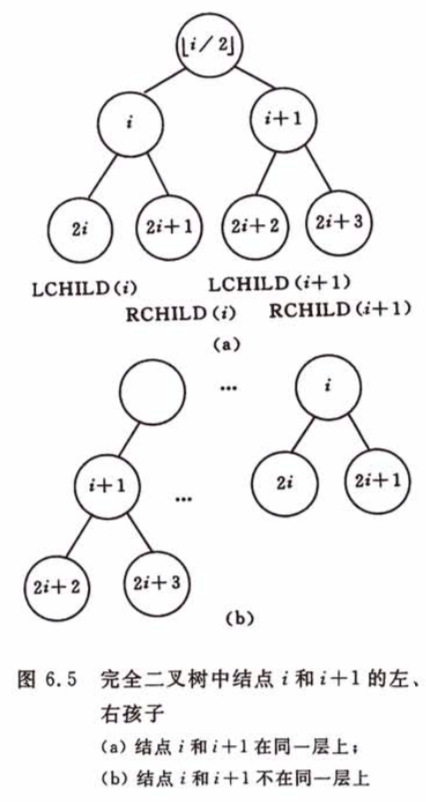 ⌊i/2⌋
i
i+1
2i
2i+1
2i+2
2i+3
LCHILD(i)
LCHILD(i+1)
RCHILD(i)
RCHILD(i+1)
(a)
…
i
i+1
…
2i
2i+1
2i+2
2i+3
(b)
图 6.5 完全二叉树中结点 i 和 i+1 的左、
右孩子
(a) 结点 i 和 i+1 在同一层上；
(b) 结点 i 和 i+1 不在同一层上